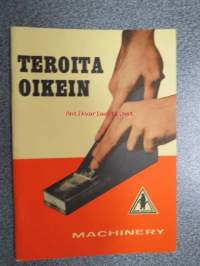 TEROITA
OIKEIN
Antikvariaatti.net
MACHINERY